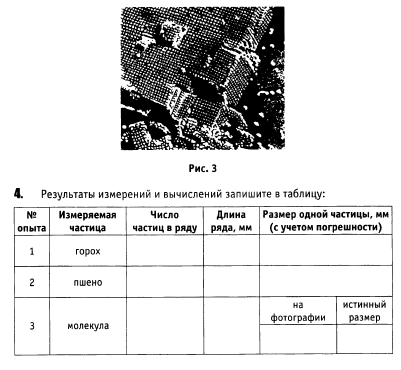 Рис. 3
4. Результаты измерений и вычислений запишите в таблицу:
№ опыта | Измеряемая частица | Число частиц в ряду | Длина ряда, мм | Размер одной частицы, мм (с учетом погрешности)
1 | горох
2 | пшено
3 | молекула | на фотографии | истинный размер